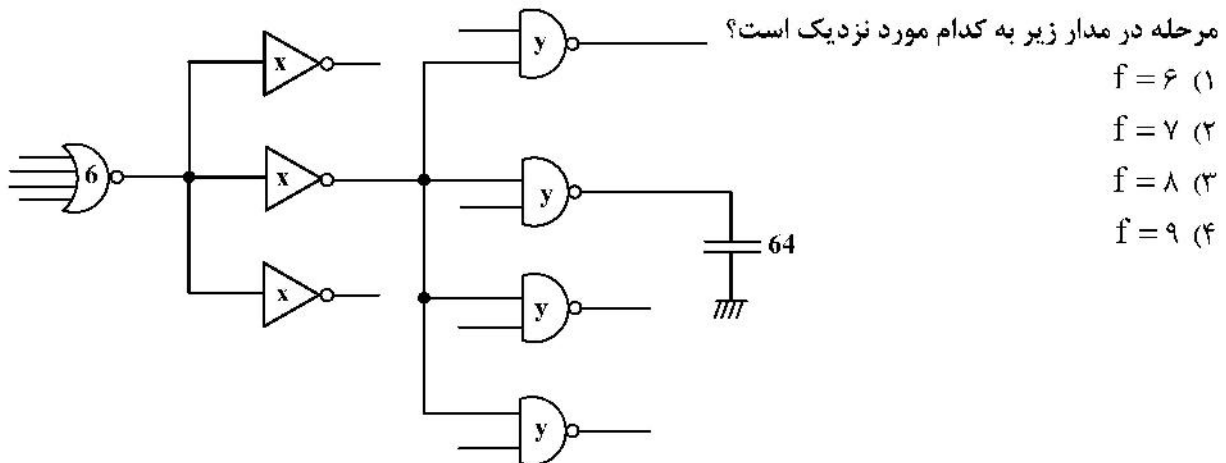 مرحله در مدار زیر به کدام مورد نزدیک است؟
۱) f = ۶
۲) f = ۷
۳) f = ۸
۴) f = ۹
y
x
6
x
y
64
x
y
y